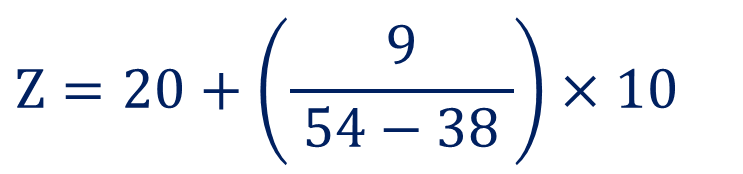 Z = 20 + (9 / (54 − 38)) × 10